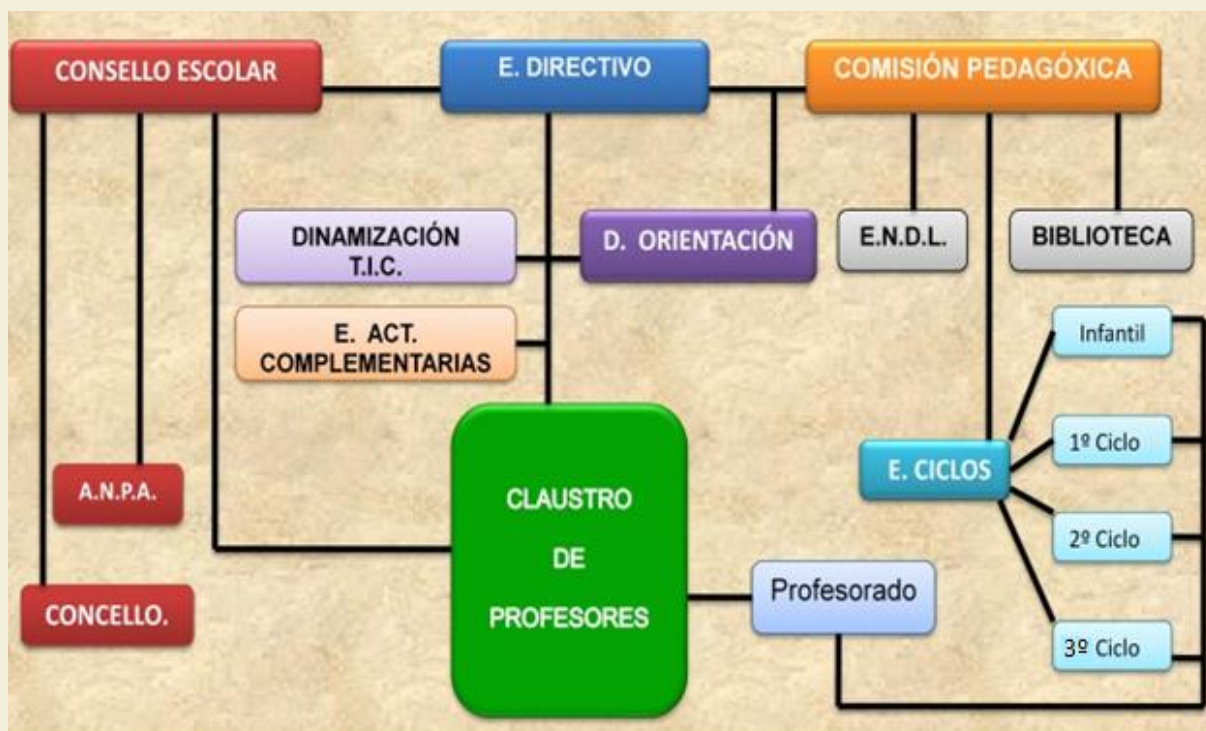 CONSELLO ESCOLAR
E. DIRECTIVO
COMISIÓN PEDAGÓXICA
DINAMIZACIÓN
T.I.C.
D. ORIENTACIÓN
E.N.D.L.
BIBLIOTECA
E. ACT.
COMPLEMENTARIAS
Infantil
1º Ciclo
E. CICLOS
2º Ciclo
3º Ciclo
A.N.P.A.
CONCELLO.
CLAUSTRO
DE
PROFESORES
Profesorado